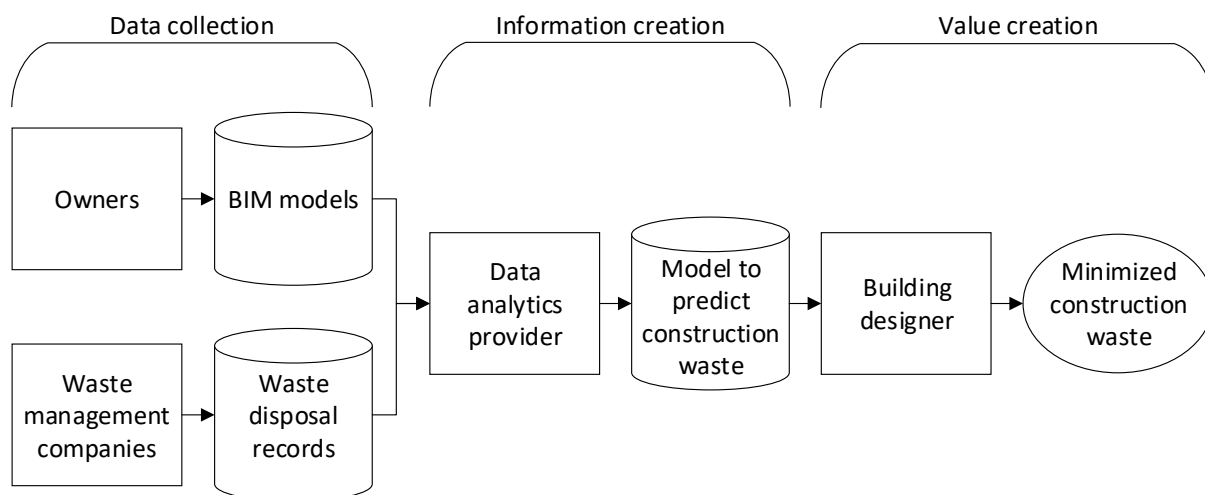 Data collection
Information creation
Value creation
Owners
BIM models
Waste
management
companies
Waste
disposal
records
Data
analytics
provider
Model to
predict
construction
waste
Building
designer
Minimized
construction
waste